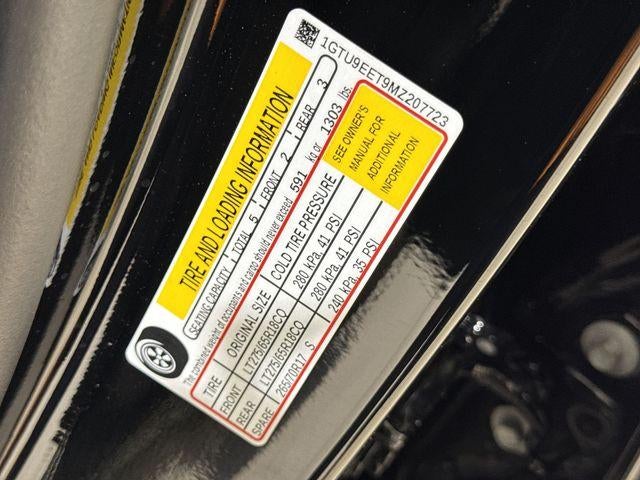 1GTU9EET9MZ207723
TIRE AND LOADING INFORMATION
SEATING CAPACITY TOTAL 5 FRONT 2 REAR 3
The combined weight of occupants and cargo should never exceed 591 kg or 1303 lbs.
TIRE ORIGINAL SIZE COLD TIRE PRESSURE
FRONT LT275/65R18CQ 280 kPa, 41 PSI
REAR LT275/65R18CQ 280 kPa, 41 PSI
SPARE 265/70R17 S 240 kPa, 35 PSI
SEE OWNER'S
MANUAL FOR
ADDITIONAL
INFORMATION